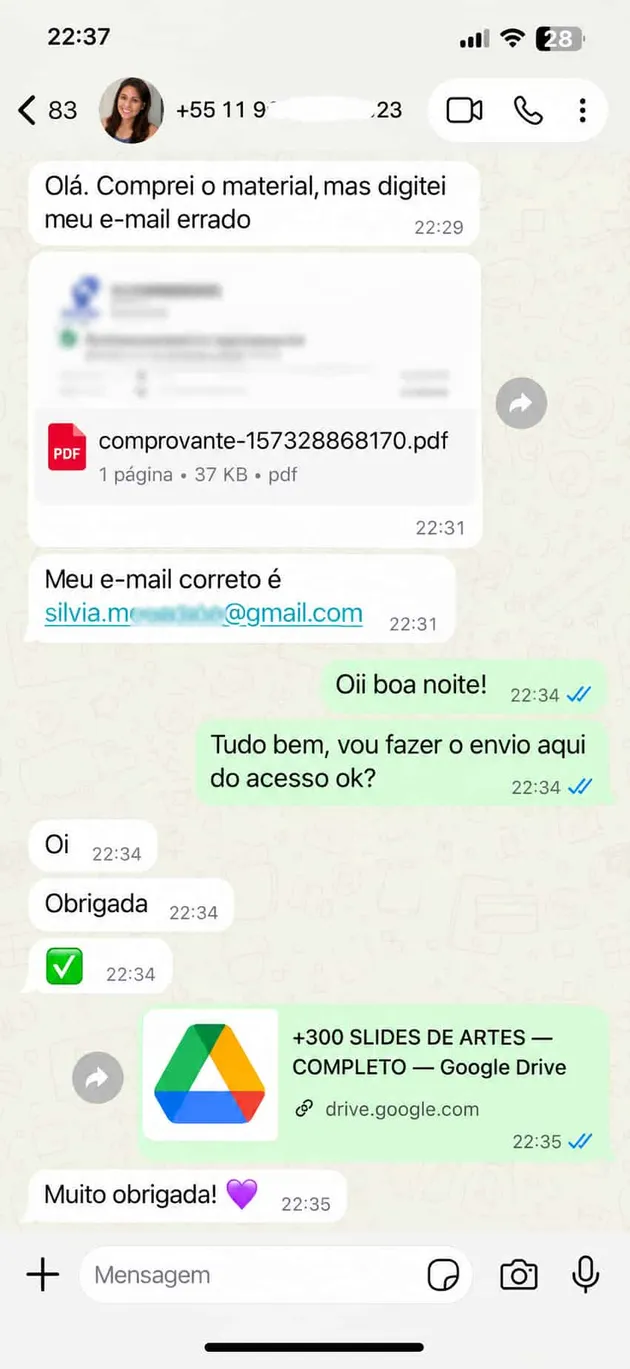 22:37
28
83
+55 11 9
.23
Olá. Comprei o material, mas digitei
meu e-mail errado
22:29
PDF
comprovante-157328868170.pdf
1 página • 37 KB • pdf
22:31
Meu e-mail correto é
silvia.m @gmail.com
22:31
Oii boa noite!
22:34
Tudo bem, vou fazer o envio aqui
do acesso ok?
22:34
Oi
22:34
Obrigada
22:34
✅
22:34
+300 SLIDES DE ARTES —
COMPLETO — Google Drive
drive.google.com
22:35
Muito obrigada! 💜
22:35
Mensagem